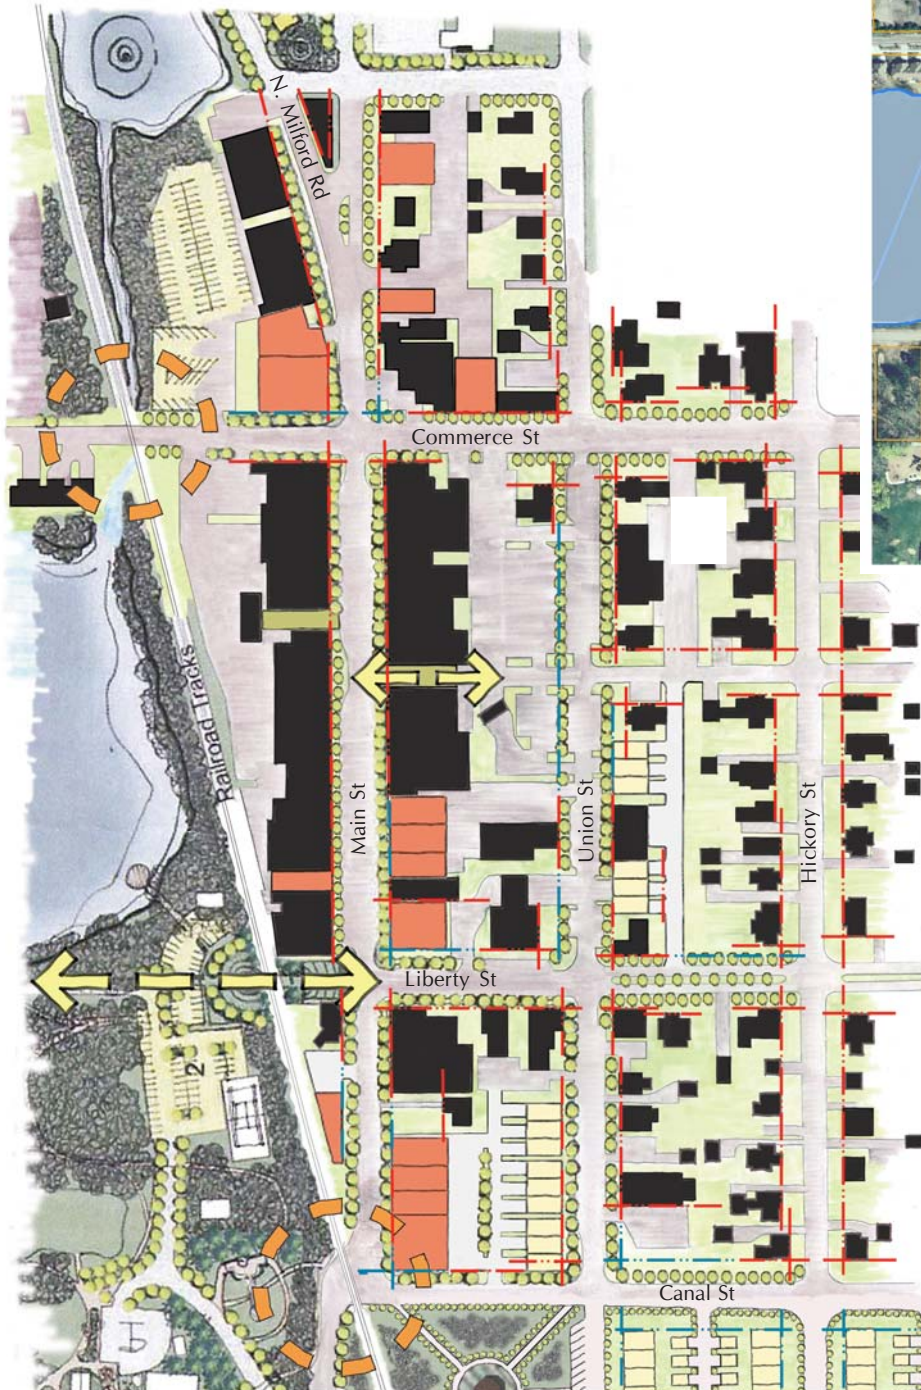 N. Milford Rd
Commerce St
Railroad Tracks
Main St
Union St
Hickory St
Liberty St
2
Canal St